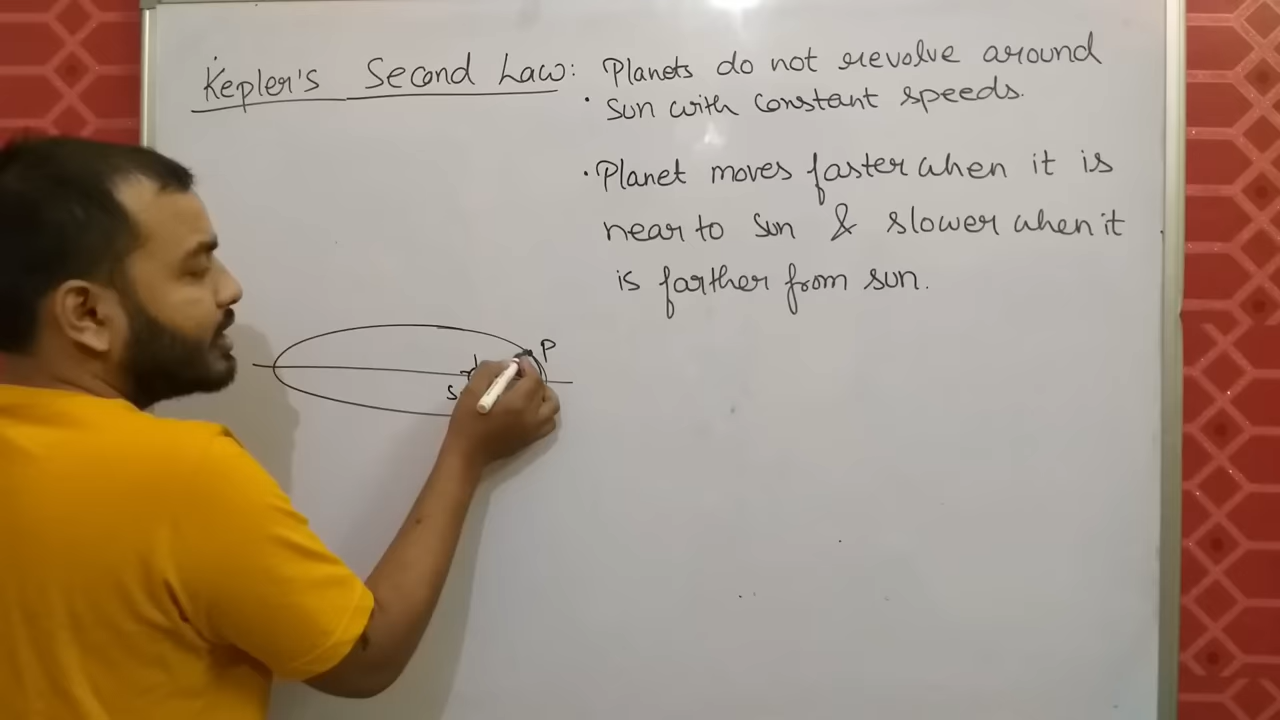 Kepler's Second Law: Planets do not revolve around
• Sun with constant speeds.
• Planet moves faster when it is
near to sun & slower when it
is farther from sun.
P
S